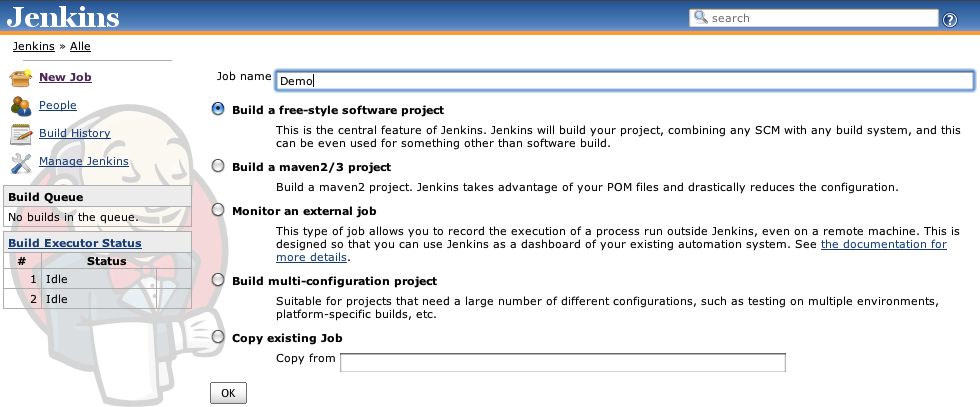 Jenkins
search
Jenkins » Alle
New Job
People
Build History
Manage Jenkins
Build Queue
No builds in the queue.
Build Executor Status
# Status
1 Idle
2 Idle
Job name Demo
Build a free-style software project
This is the central feature of Jenkins. Jenkins will build your project, combining any SCM with any build system, and this
can be even used for something other than software build.
Build a maven2/3 project
Build a maven2 project. Jenkins takes advantage of your POM files and drastically reduces the configuration.
Monitor an external job
This type of job allows you to record the execution of a process run outside Jenkins, even on a remote machine. This is
designed so that you can use Jenkins as a dashboard of your existing automation system. See the documentation for
more details.
Build multi-configuration project
Suitable for projects that need a large number of different configurations, such as testing on multiple environments,
platform-specific builds, etc.
Copy existing Job
Copy from
OK